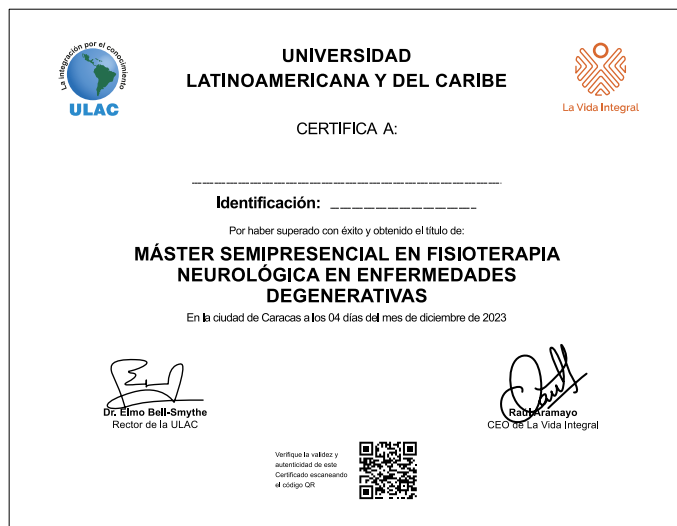 La integración por el conocimiento
ULAC
UNIVERSIDAD
LATINOAMERICANA Y DEL CARIBE
La Vida Integral
CERTIFICA A:
Identificación:
Por haber superado con éxito y obtenido el título de:
MÁSTER SEMIPRESENCIAL EN FISIOTERAPIA
NEUROLÓGICA EN ENFERMEDADES
DEGENERATIVAS
En la ciudad de Caracas a los 04 días del mes de diciembre de 2023
Dr. Elmo Bell-Smythe
Rector de la ULAC
Raúl Aramayo
CEO de La Vida Integral
Verifique la validez y
autenticidad de este
Certificado escaneando
el código QR